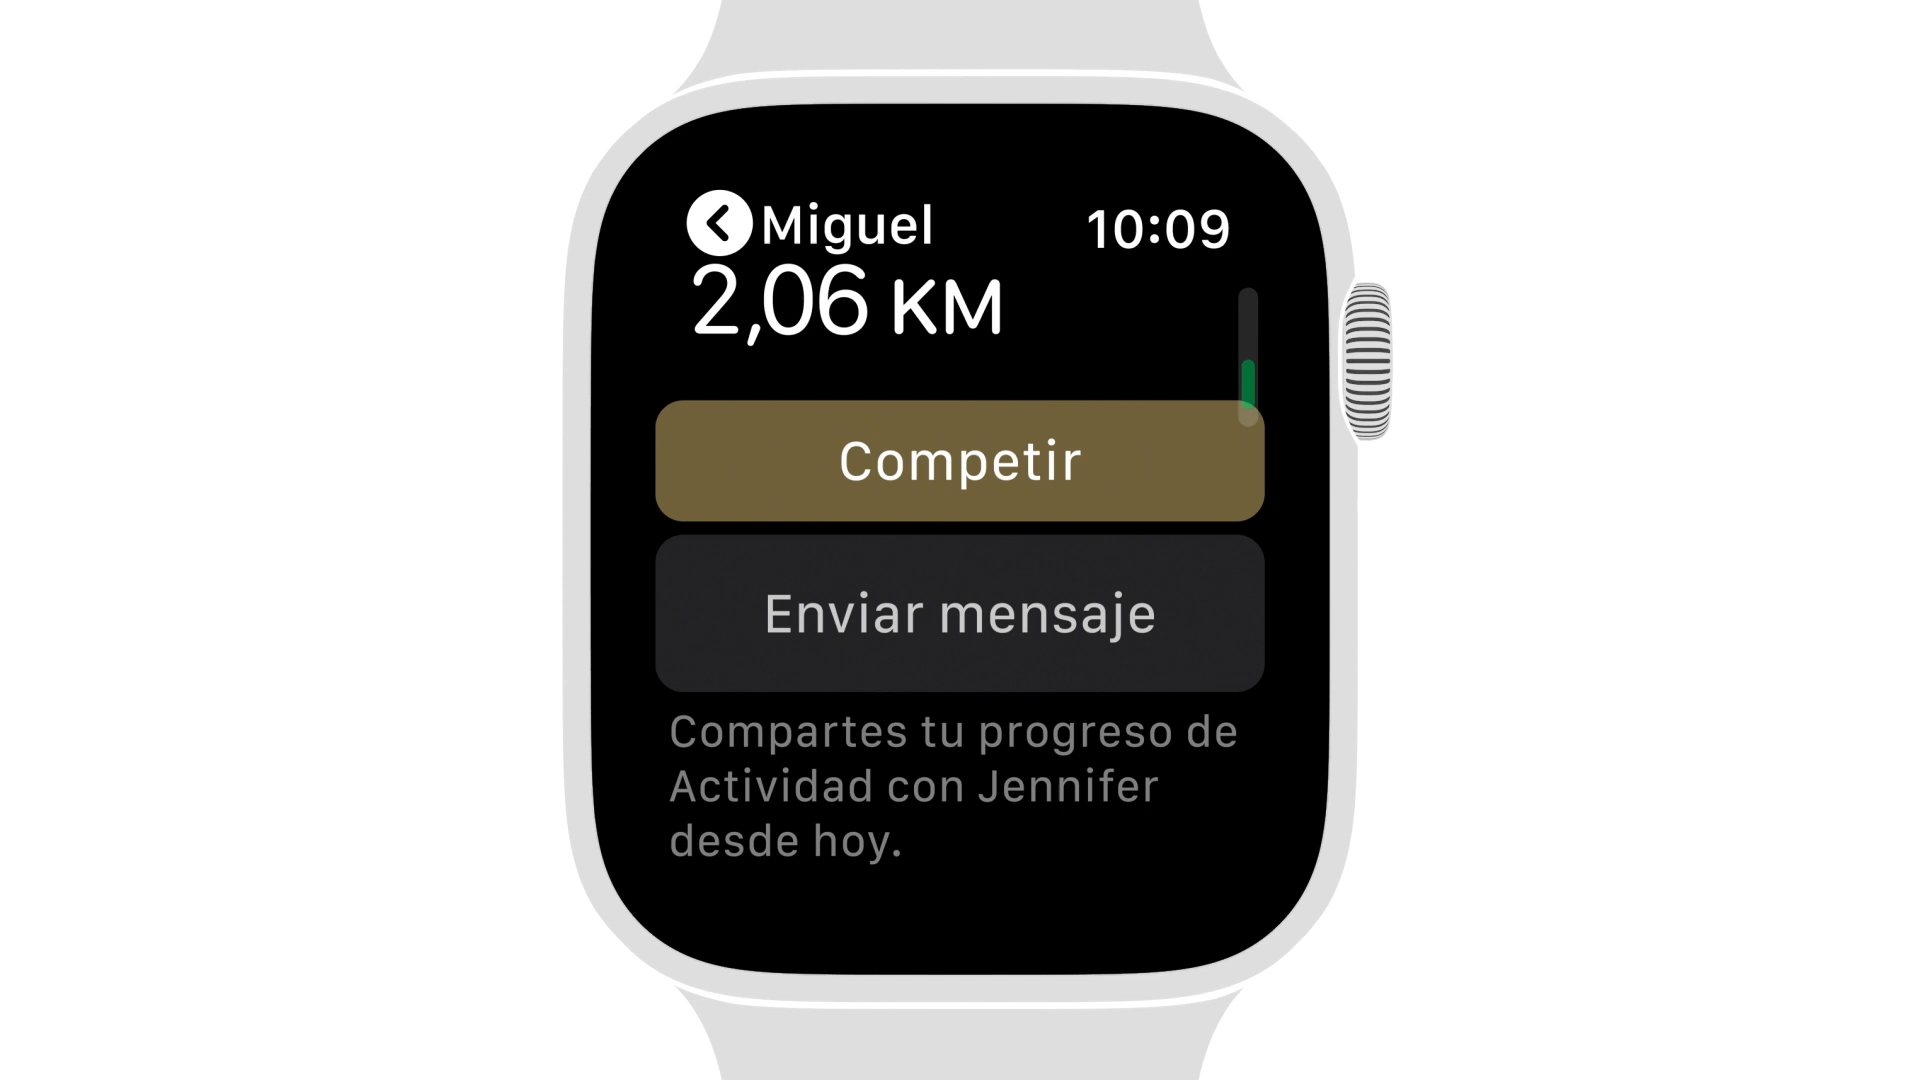 Miguel 10:09
2,06 KM
Competir
Enviar mensaje
Compartes tu progreso de
Actividad con Jennifer
desde hoy.